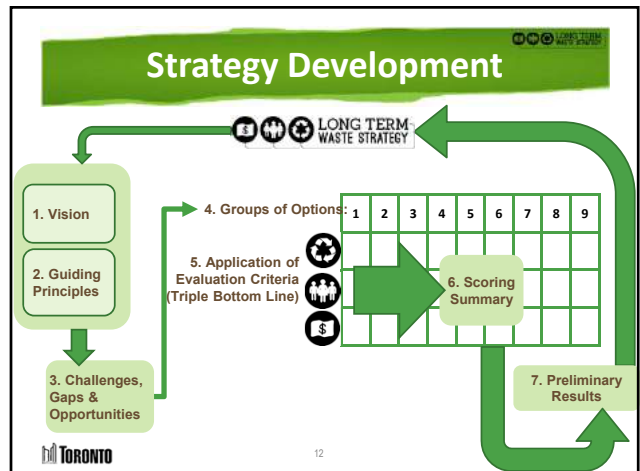 LONG TERM
WASTE STRATEGY
Strategy Development
$ LONG TERM
WASTE STRATEGY
1. Vision
2. Guiding
Principles
3. Challenges,
Gaps &
Opportunities
4. Groups of Options:
1 2 3 4 5 6 7 8 9
5. Application of
Evaluation Criteria
(Triple Bottom Line)
$
6. Scoring
Summary
7. Preliminary
Results
TORONTO
12